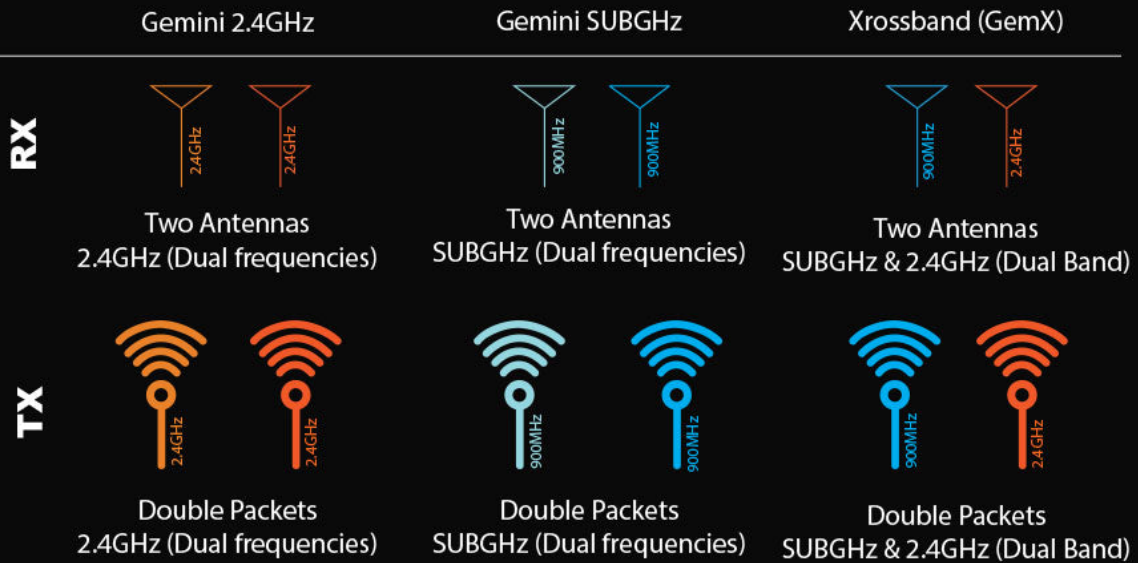 Gemini 2.4GHz
Gemini SUBGHz
Xrossband (GemX)
RX
2.4GHz
2.4GHz
900MHz
900MHz
900MHz
2.4GHz
Two Antennas
2.4GHz (Dual frequencies)
Two Antennas
SUBGHz (Dual frequencies)
Two Antennas
SUBGHz & 2.4GHz (Dual Band)
TX
2.4GHz
2.4GHz
900MHz
900MHz
900MHz
2.4GHz
Double Packets
2.4GHz (Dual frequencies)
Double Packets
SUBGHz (Dual frequencies)
Double Packets
SUBGHz & 2.4GHz (Dual Band)